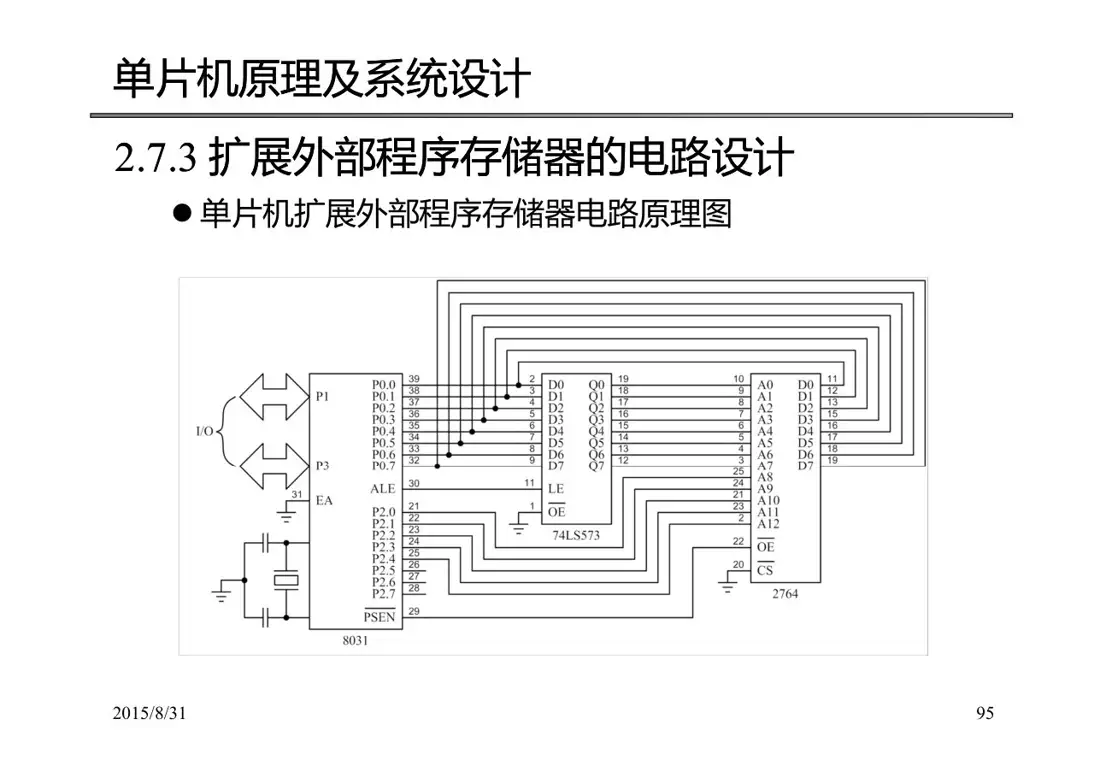 单片机原理及系统设计
2.7.3 扩展外部程序存储器的电路设计
● 单片机扩展外部程序存储器电路原理图
I/O
P1
P3
31
EA
P0.0 39
P0.1 38
P0.2 37
P0.3 36
P0.4 35
P0.5 34
P0.6 33
P0.7 32
ALE 30
P2.0 21
P2.1 22
P2.2 23
P2.3 24
P2.4 25
P2.5 26
P2.6 27
P2.7 28
PSEN 29
8031
2 D0 Q0 19
3 D1 Q1 18
4 D2 Q2 17
5 D3 Q3 16
6 D4 Q4 15
7 D5 Q5 14
8 D6 Q6 13
9 D7 Q7 12
11 LE
1 OE
74LS573
10 A0 D0 11
9 A1 D1 12
8 A2 D2 13
7 A3 D3 15
6 A4 D4 16
5 A5 D5 17
4 A6 D6 18
3 A7 D7 19
25 A8
24 A9
21 A10
23 A11
2 A12
22 OE
20 CS
2764
2015/8/31
95